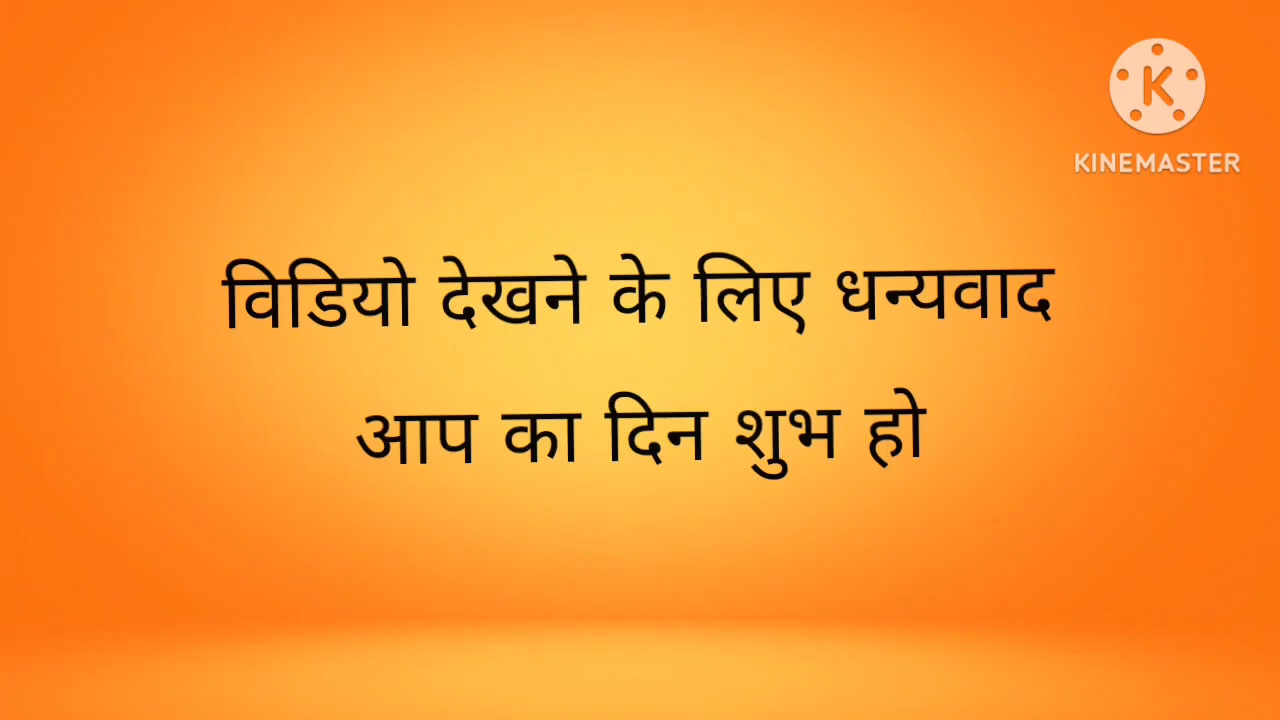 K
KINEMASTER
विडियो देखने के लिए धन्यवाद
आप का दिन शुभ हो